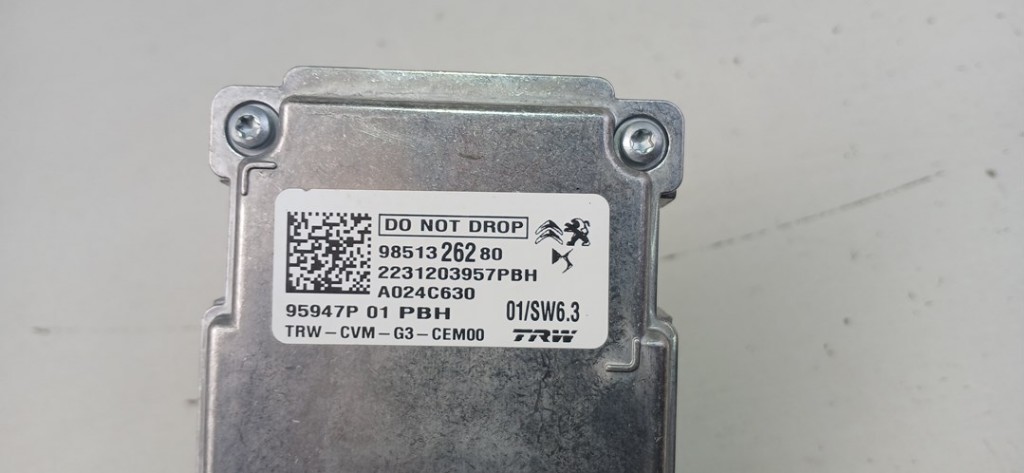 DO NOT DROP
98513 262 80
2231203957PBH
A024C630
95947P 01 PBH 01/SW6.3
TRW-CVM-G3-CEM00 TRW